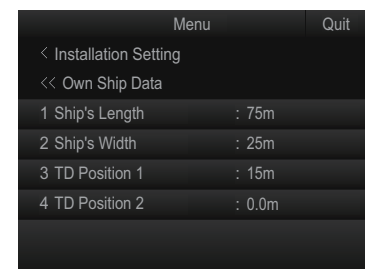 Menu Quit
< Installation Setting
<< Own Ship Data
1 Ship's Length : 75m
2 Ship's Width : 25m
3 TD Position 1 : 15m
4 TD Position 2 : 0.0m